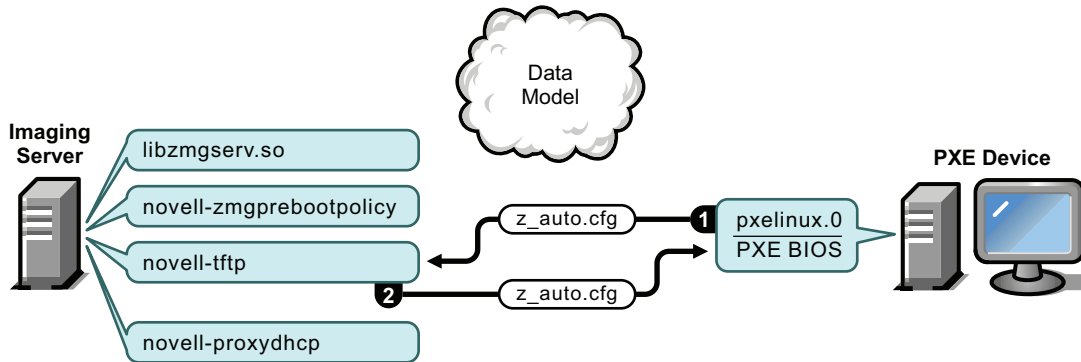 Data
Model
Imaging
Server
libzmgserv.so
novell-zmgprebootpolicy
novell-tftp
novell-proxydhcp
z_auto.cfg
1
2
z_auto.cfg
pxelinux.0
PXE BIOS
PXE Device